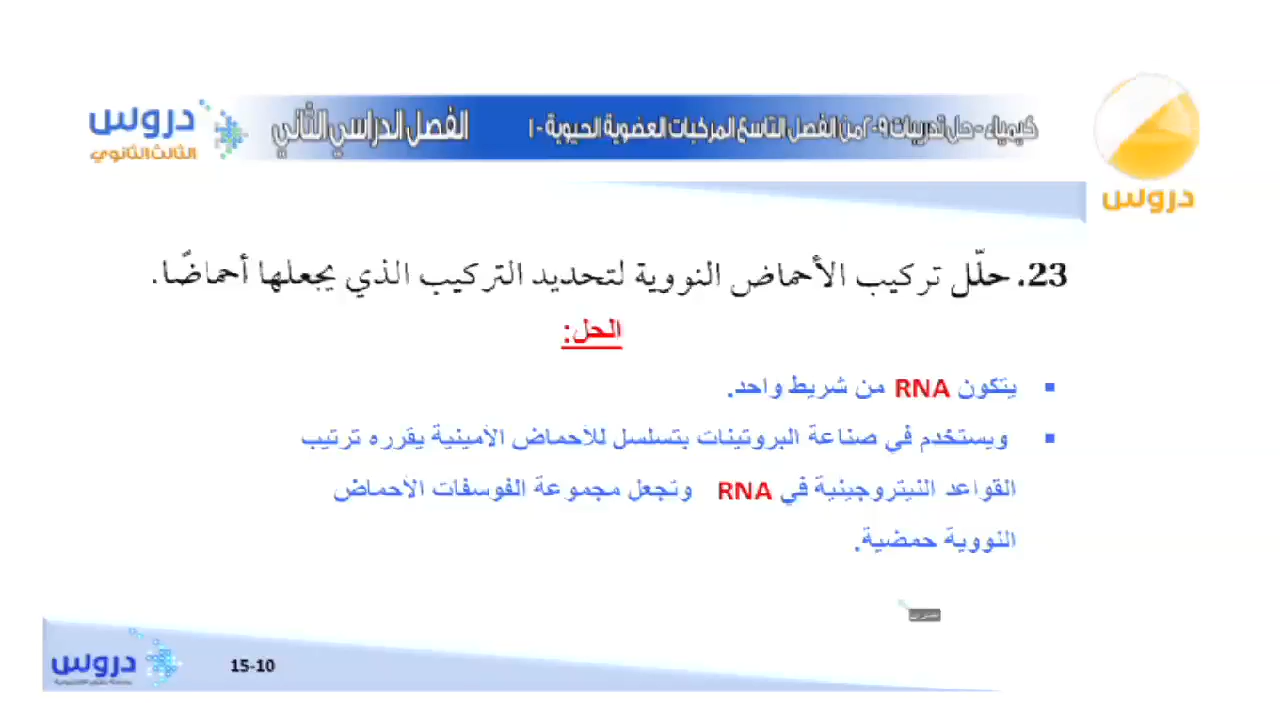 دروس
الثالث الثانوي
الفصل الدراسي الثاني
كيمياء - حل تدريبات ٩-٢ من الفصل التاسع المركبات العضوية الحيوية - ١
دروس
23. حلّل تركيب الأحماض النووية لتحديد التركيب الذي يجعلها أحماضًا.
الحل:
▪ يتكون RNA من شريط واحد.
▪ ويستخدم في صناعة البروتينات بتسلسل للأحماض الأمينية يقرره ترتيب
القواعد النيتروجينية في RNA وتجعل مجموعة الفوسفات الأحماض
النووية حمضية.
دروس
15-10